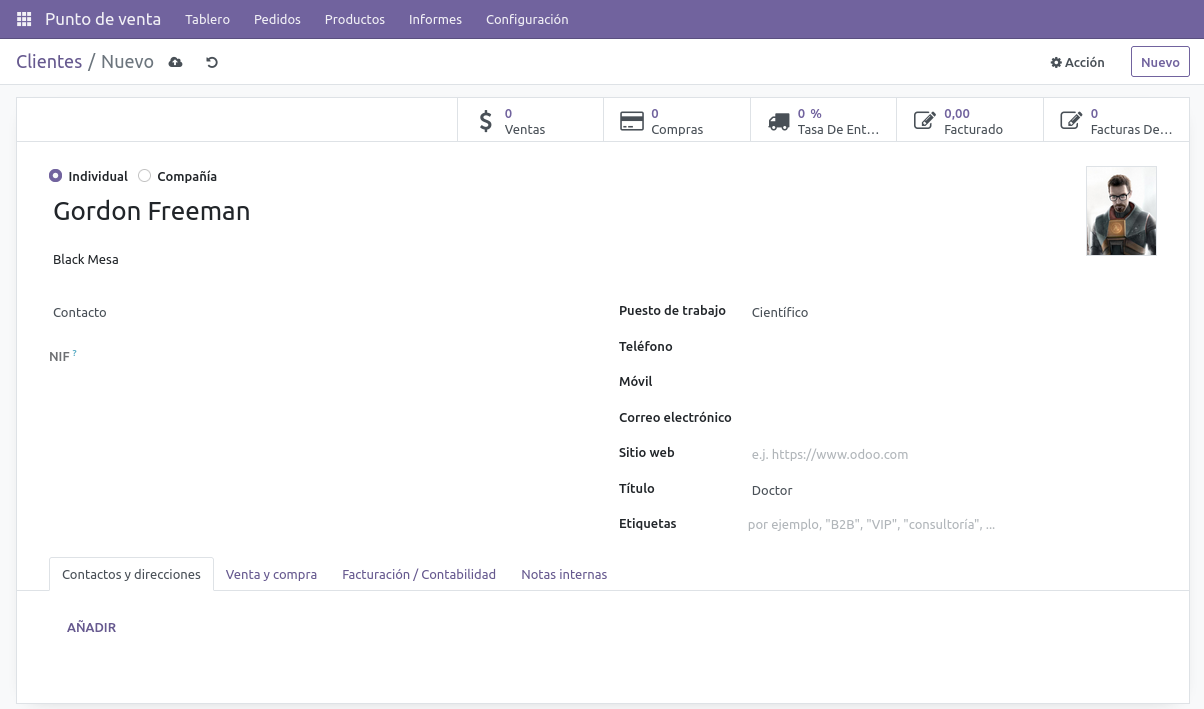 Punto de venta Tablero Pedidos Productos Informes Configuración
Clientes / Nuevo Acción Nuevo
0 Ventas
0 Compras
0 % Tasa De Ent...
0,00 Facturado
0 Facturas De...
Individual Compañía
Gordon Freeman
Black Mesa
Contacto
NIF ?
Puesto de trabajo Científico
Teléfono
Móvil
Correo electrónico
Sitio web e.j. https://www.odoo.com
Título Doctor
Etiquetas por ejemplo, "B2B", "VIP", "consultoría", ...
Contactos y direcciones Venta y compra Facturación / Contabilidad Notas internas
AÑADIR